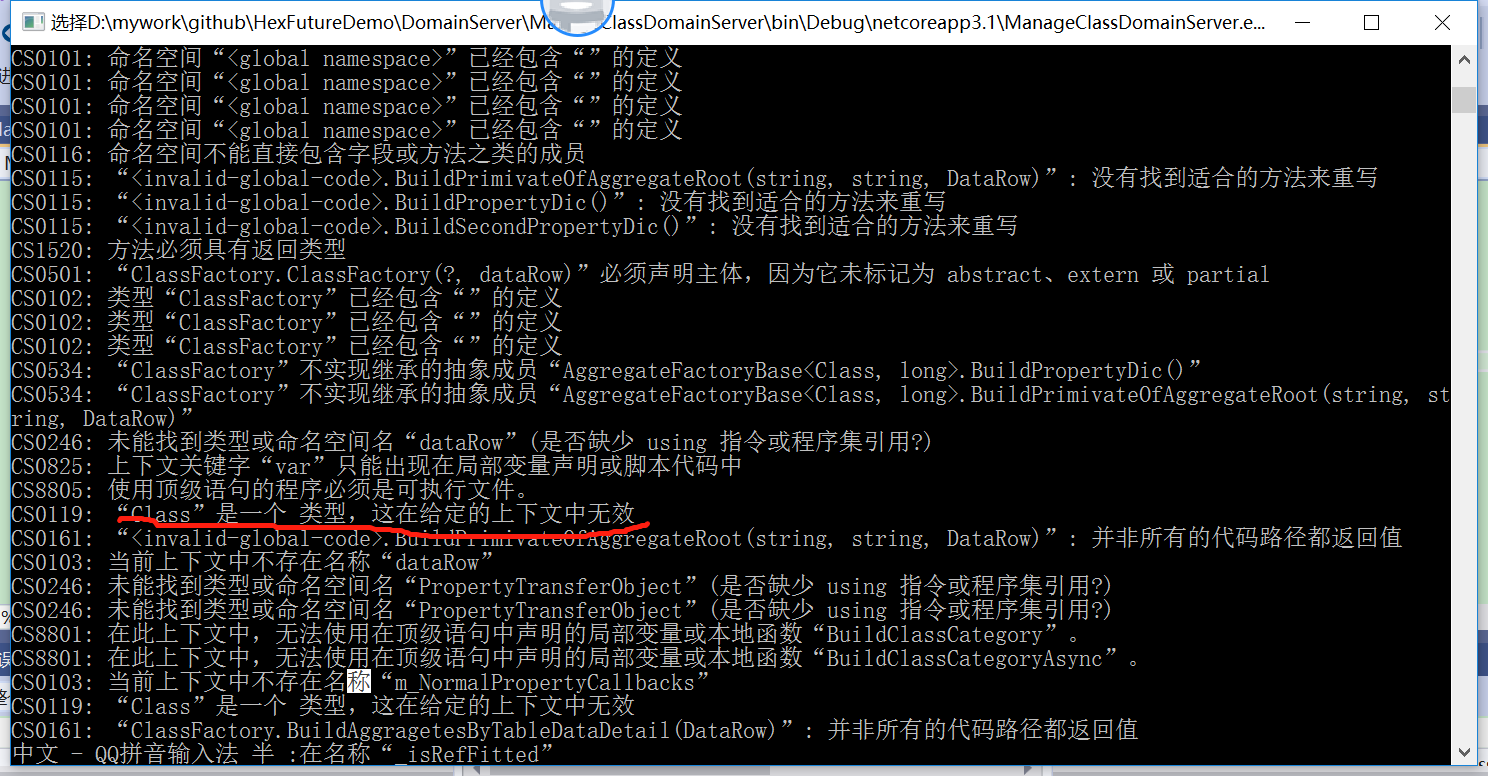 选择D:\mywork\github\HexFutureDemo\DomainServer\Ma ClassDomainServer\bin\Debug\netcoreapp3.1\ManageClassDomainServer.e...
CS0101: 命名空间“<global namespace>”已经包含“”的定义
CS0101: 命名空间“<global namespace>”已经包含“”的定义
CS0101: 命名空间“<global namespace>”已经包含“”的定义
CS0101: 命名空间“<global namespace>”已经包含“”的定义
CS0116: 命名空间不能直接包含字段或方法之类的成员
CS0115: “<invalid-global-code>.BuildPrimivateOfAggregateRoot(string, string, DataRow)”: 没有找到适合的方法来重写
CS0115: “<invalid-global-code>.BuildPropertyDic()”: 没有找到适合的方法来重写
CS0115: “<invalid-global-code>.BuildSecondPropertyDic()”: 没有找到适合的方法来重写
CS1520: 方法必须具有返回类型
CS0501: “ClassFactory.ClassFactory(?, dataRow)”必须声明主体，因为它未标记为 abstract、extern 或 partial
CS0102: 类型“ClassFactory”已经包含“”的定义
CS0102: 类型“ClassFactory”已经包含“”的定义
CS0102: 类型“ClassFactory”已经包含“”的定义
CS0534: “ClassFactory”不实现继承的抽象成员“AggregateFactoryBase<Class, long>.BuildPropertyDic()”
CS0534: “ClassFactory”不实现继承的抽象成员“AggregateFactoryBase<Class, long>.BuildPrimivateOfAggregateRoot(string, st
ring, DataRow)”
CS0246: 未能找到类型或命名空间名“dataRow”(是否缺少 using 指令或程序集引用?)
CS0825: 上下文关键字“var”只能出现在局部变量声明或脚本代码中
CS8805: 使用顶级语句的程序必须是可执行文件。
CS0119: “Class”是一个 类型，这在给定的上下文中无效
CS0161: “<invalid-global-code>.BuildPrimivateOfAggregateRoot(string, string, DataRow)”: 并非所有的代码路径都返回值
CS0103: 当前上下文中不存在名称“dataRow”
CS0246: 未能找到类型或命名空间名“PropertyTransferObject”(是否缺少 using 指令或程序集引用?)
CS0246: 未能找到类型或命名空间名“PropertyTransferObject”(是否缺少 using 指令或程序集引用?)
CS8801: 在此上下文中，无法使用在顶级语句中声明的局部变量或本地函数“BuildClassCategory”。
CS8801: 在此上下文中，无法使用在顶级语句中声明的局部变量或本地函数“BuildClassCategoryAsync”。
CS0103: 当前上下文中不存在名称“m_NormalPropertyCallbacks”
CS0119: “Class”是一个 类型，这在给定的上下文中无效
CS0161: “ClassFactory.BuildAggragetesByTableDataDetail(DataRow)”: 并非所有的代码路径都返回值
中文 - QQ拼音输入法 半 :在名称“_isRefFitted”